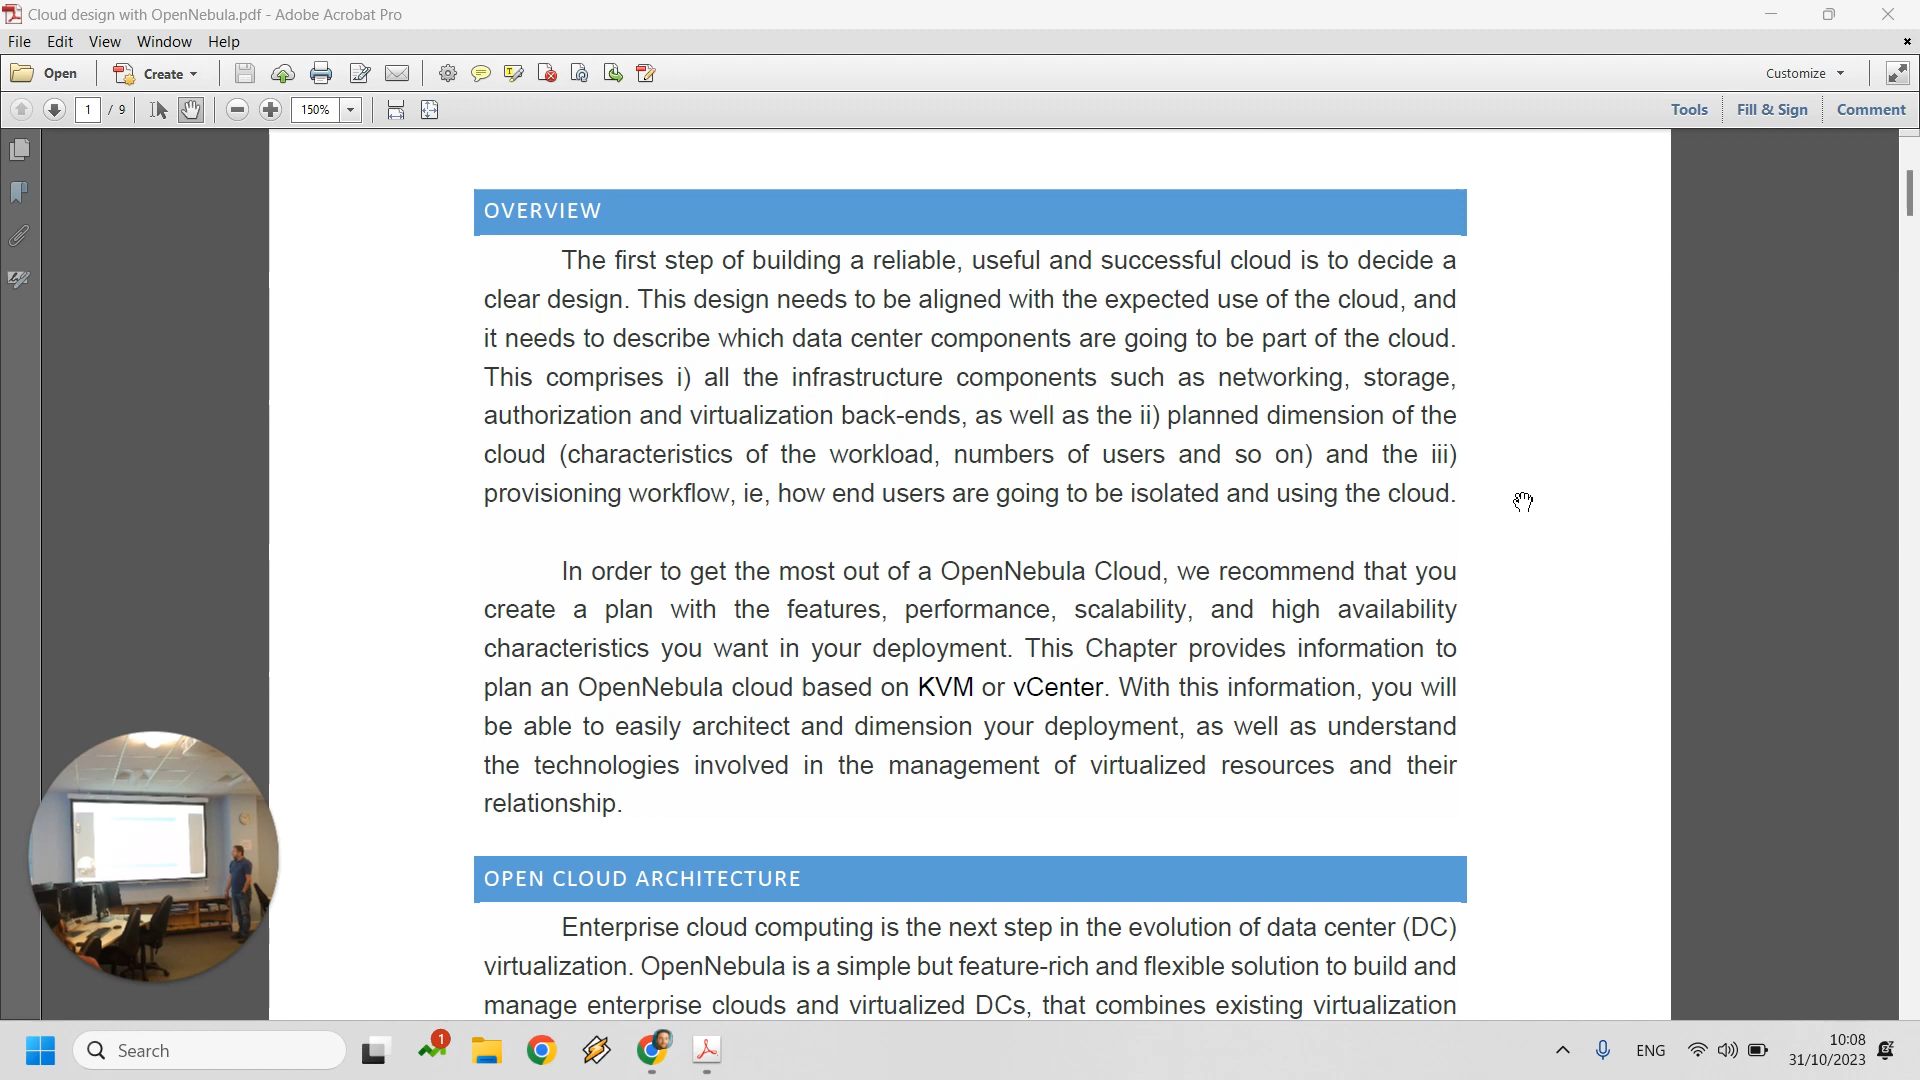 Cloud design with OpenNebula.pdf - Adobe Acrobat Pro
File Edit View Window Help
Open Create Customize
1 / 9 150% Tools Fill & Sign Comment
OVERVIEW
The first step of building a reliable, useful and successful cloud is to decide a
clear design. This design needs to be aligned with the expected use of the cloud, and
it needs to describe which data center components are going to be part of the cloud.
This comprises i) all the infrastructure components such as networking, storage,
authorization and virtualization back-ends, as well as the ii) planned dimension of the
cloud (characteristics of the workload, numbers of users and so on) and the iii)
provisioning workflow, ie, how end users are going to be isolated and using the cloud.
In order to get the most out of a OpenNebula Cloud, we recommend that you
create a plan with the features, performance, scalability, and high availability
characteristics you want in your deployment. This Chapter provides information to
plan an OpenNebula cloud based on KVM or vCenter. With this information, you will
be able to easily architect and dimension your deployment, as well as understand
the technologies involved in the management of virtualized resources and their
relationship.
OPEN CLOUD ARCHITECTURE
Enterprise cloud computing is the next step in the evolution of data center (DC)
virtualization. OpenNebula is a simple but feature-rich and flexible solution to build and
manage enterprise clouds and virtualized DCs, that combines existing virtualization
Search 1 ENG 10:08
31/10/2023